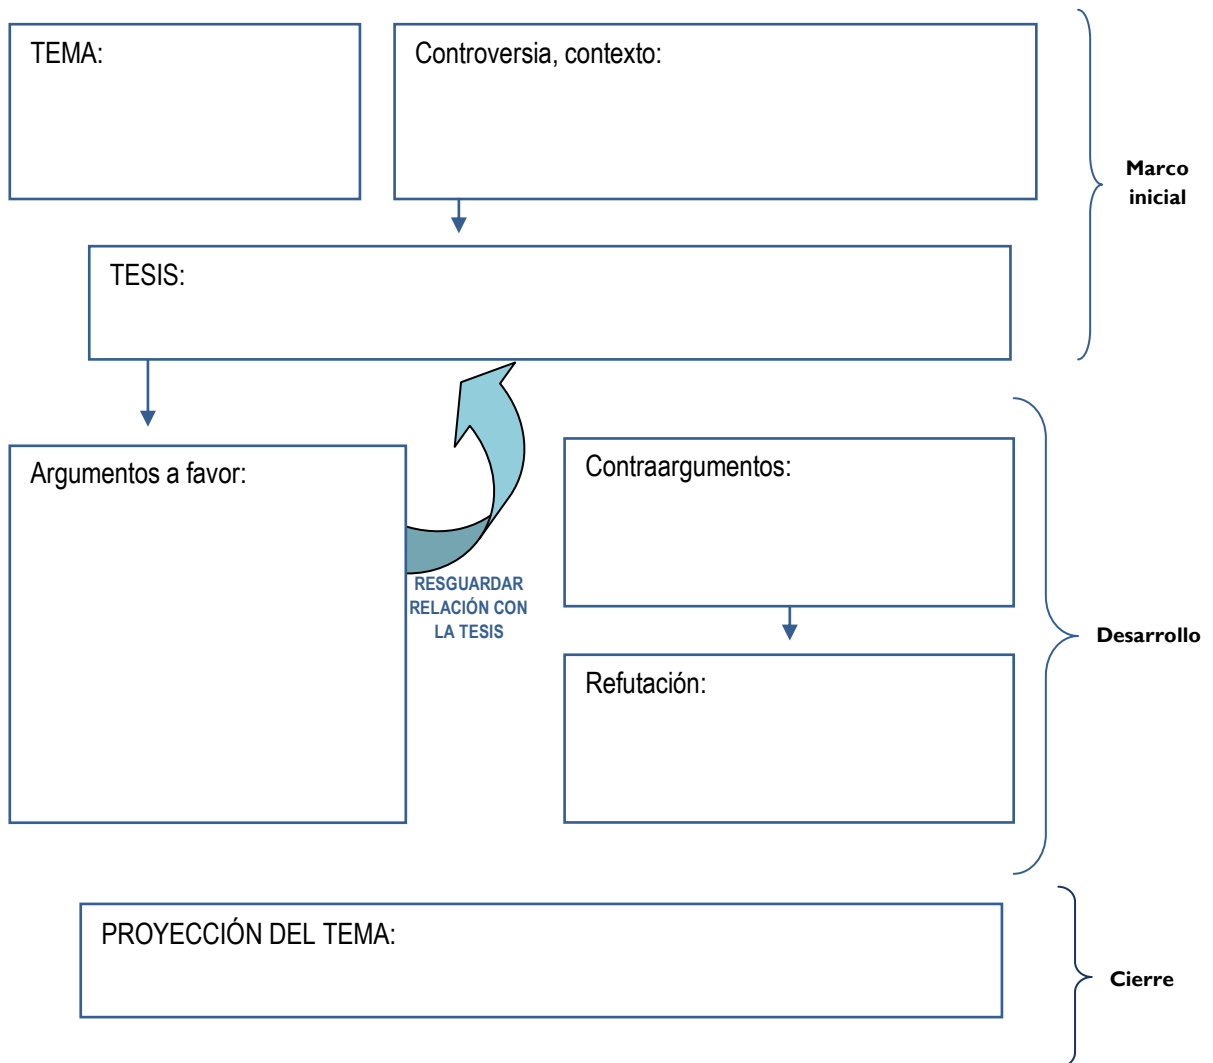 TEMA:
Controversia, contexto:
Marco
inicial
TESIS:
Argumentos a favor:
RESGUARDAR
RELACIÓN CON
LA TESIS
Contraargumentos:
Refutación:
Desarrollo
PROYECCIÓN DEL TEMA:
Cierre